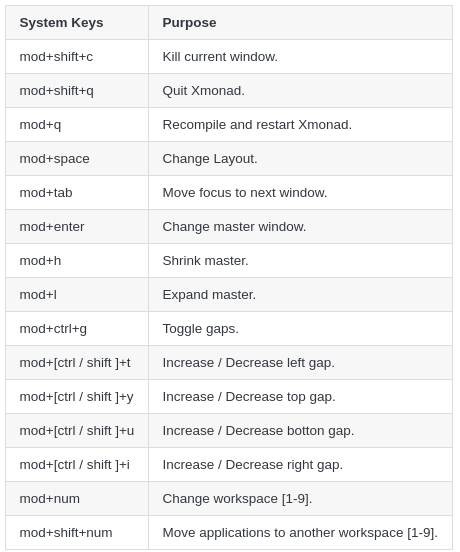 System Keys Purpose
mod+shift+c Kill current window.
mod+shift+q Quit Xmonad.
mod+q Recompile and restart Xmonad.
mod+space Change Layout.
mod+tab Move focus to next window.
mod+enter Change master window.
mod+h Shrink master.
mod+l Expand master.
mod+ctrl+g Toggle gaps.
mod+[ctrl / shift ]+t Increase / Decrease left gap.
mod+[ctrl / shift ]+y Increase / Decrease top gap.
mod+[ctrl / shift ]+u Increase / Decrease botton gap.
mod+[ctrl / shift ]+i Increase / Decrease right gap.
mod+num Change workspace [1-9].
mod+shift+num Move applications to another workspace [1-9].